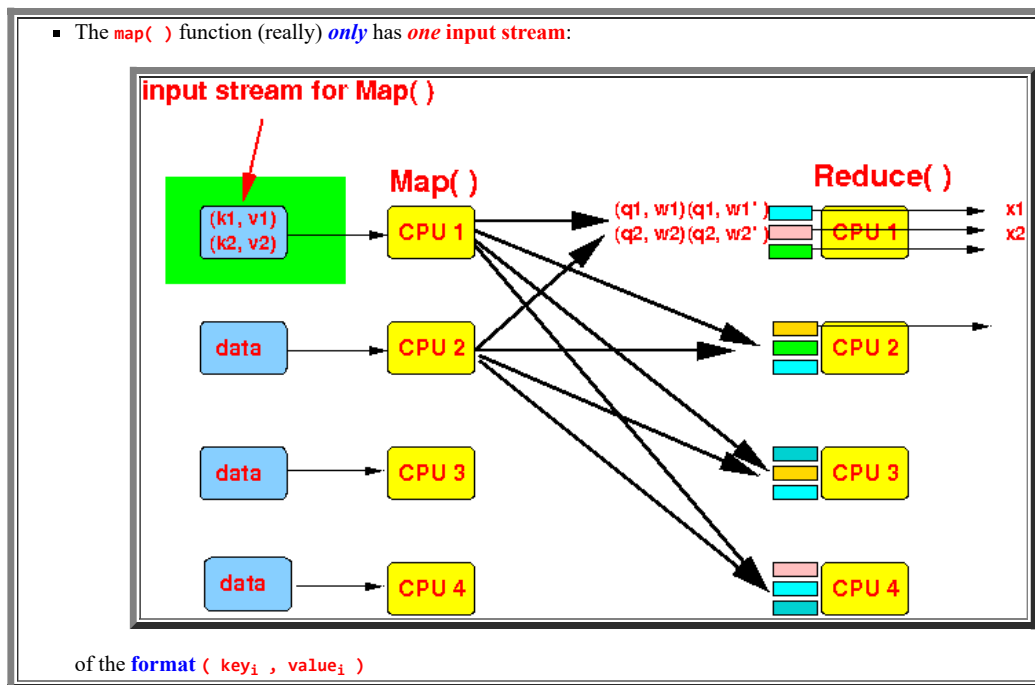 The map( ) function (really) only has one input stream:
input stream for Map( )
Map( )
Reduce( )
(k1, v1)
(k2, v2)
CPU 1
(q1, w1)(q1, w1')
(q2, w2)(q2, w2')
CPU 1
x1
x2
data
CPU 2
CPU 2
data
CPU 3
CPU 3
data
CPU 4
CPU 4
of the format ( keyi , valuei )